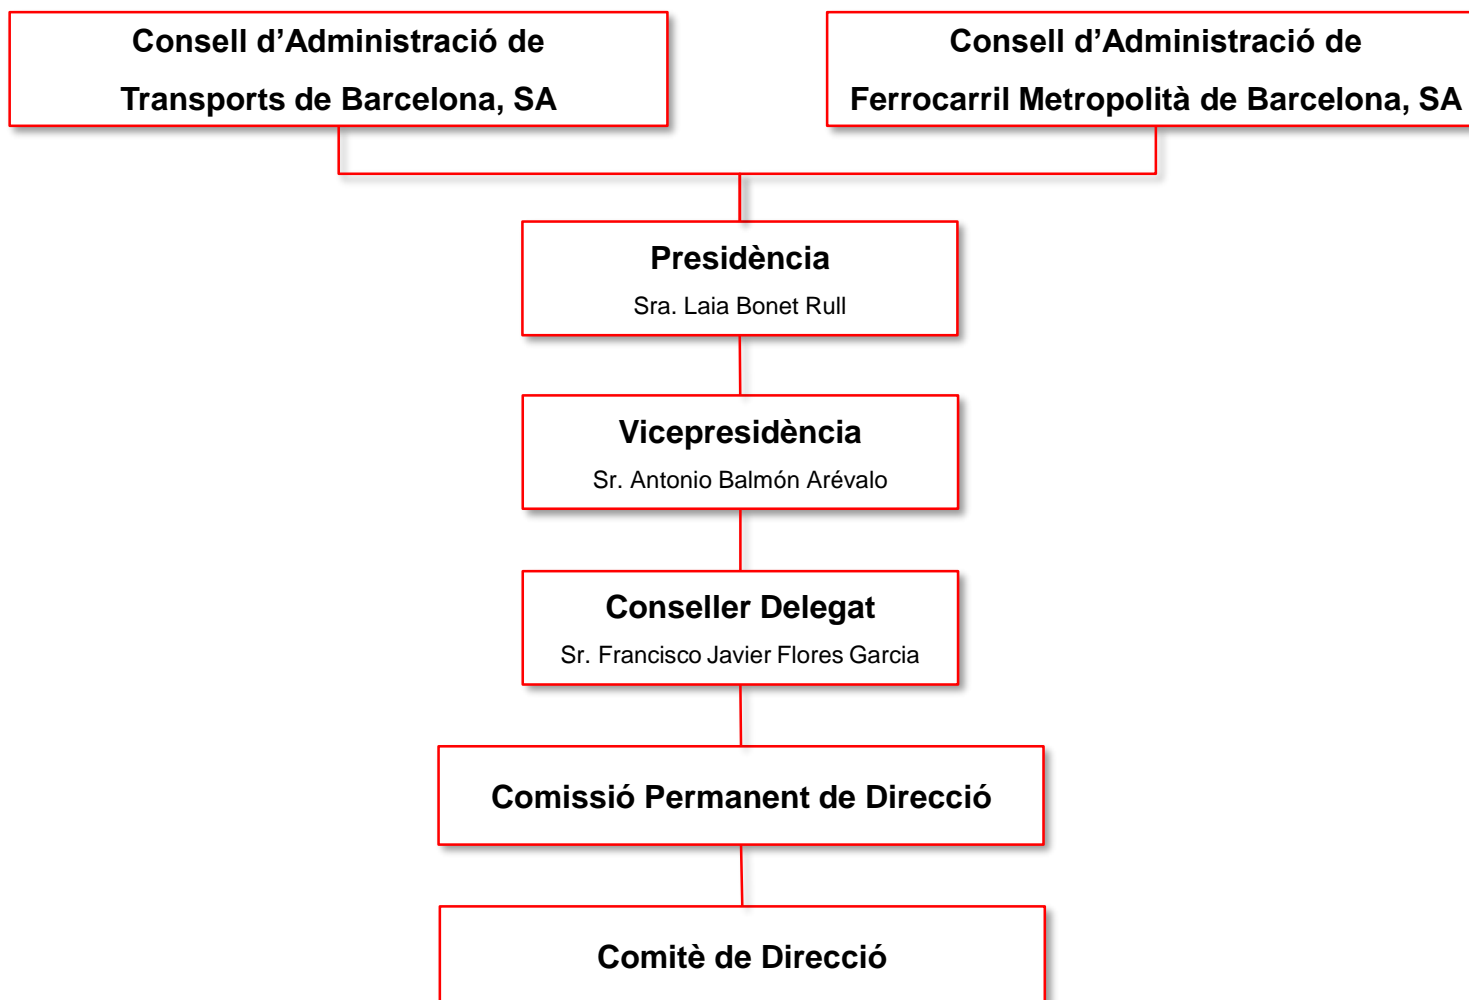 Consell d’Administració de
Transports de Barcelona, SA
Consell d’Administració de
Ferrocarril Metropolità de Barcelona, SA
Presidència
Sra. Laia Bonet Rull
Vicepresidència
Sr. Antonio Balmón Arévalo
Conseller Delegat
Sr. Francisco Javier Flores Garcia
Comissió Permanent de Direcció
Comitè de Direcció